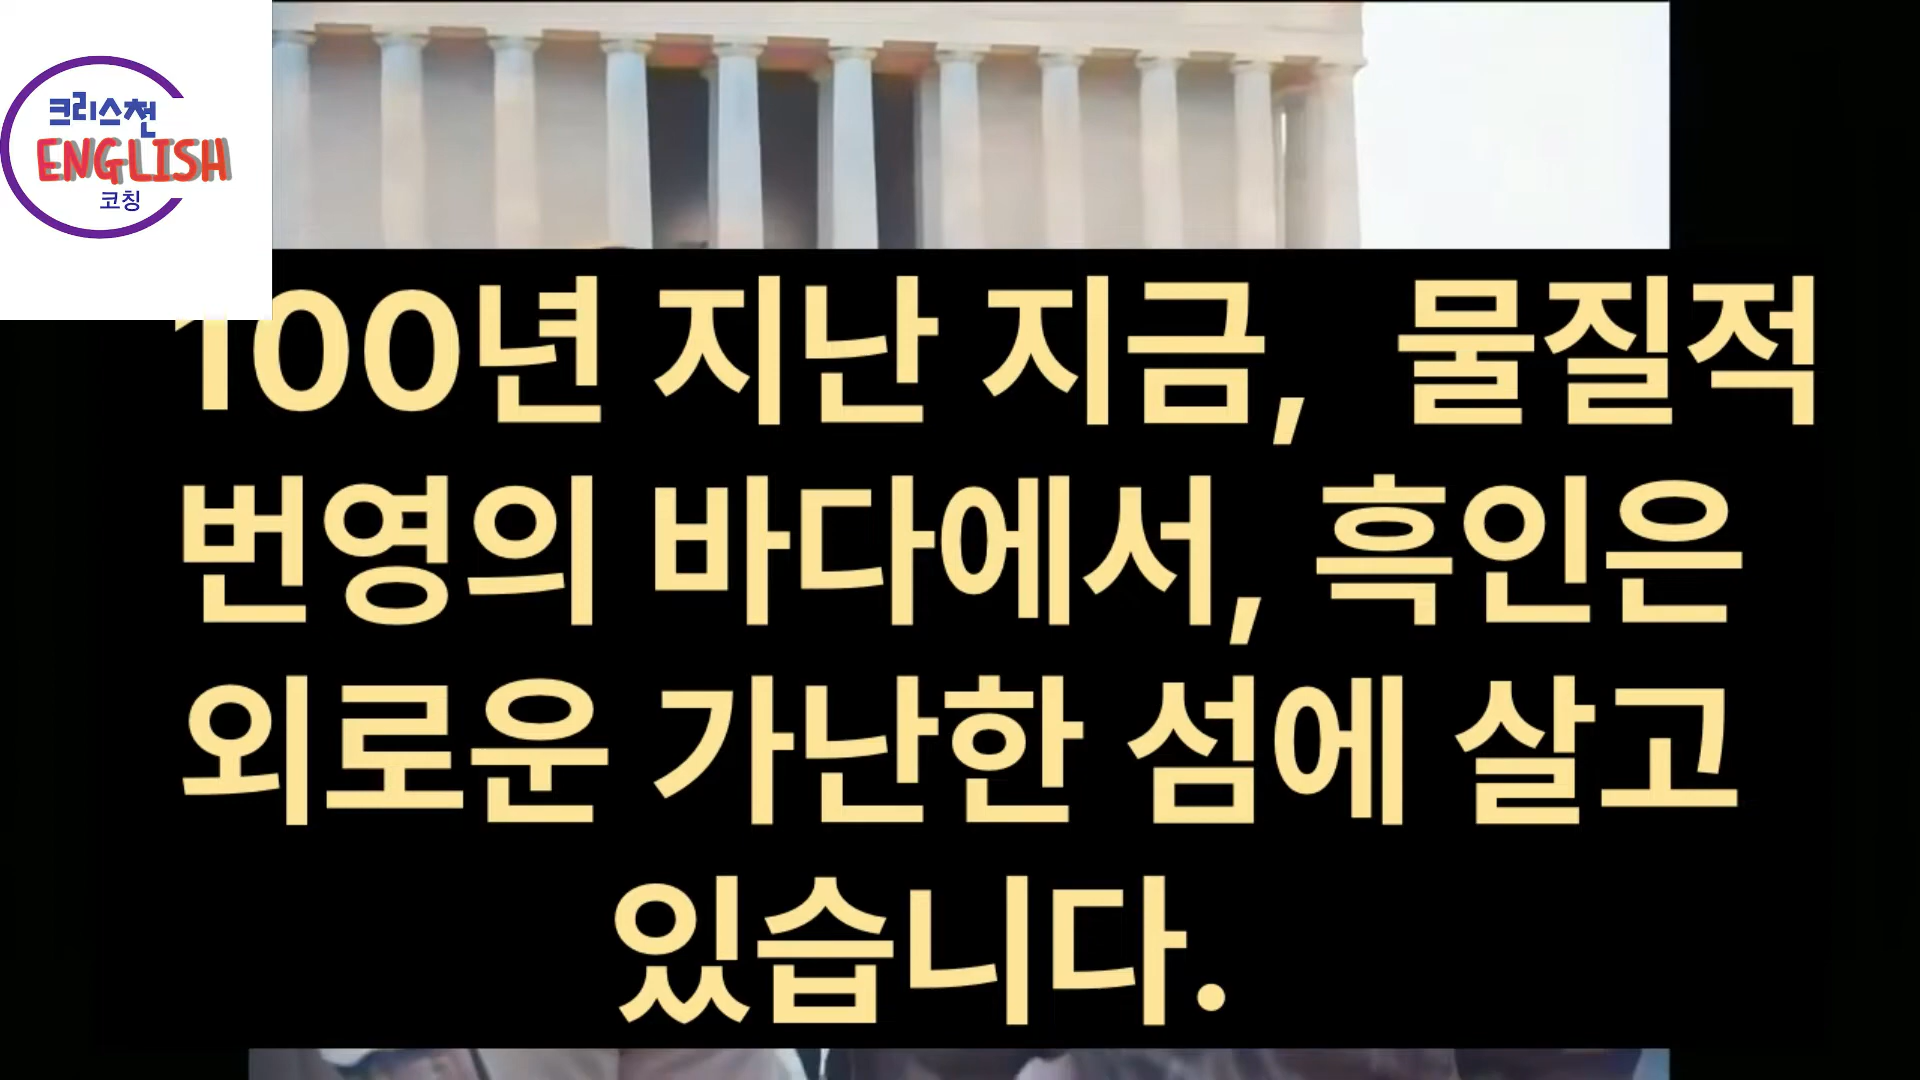 크리스천
ENGLISH
코칭
100년 지난 지금, 물질적
번영의 바다에서, 흑인은
외로운 가난한 섬에 살고
있습니다.